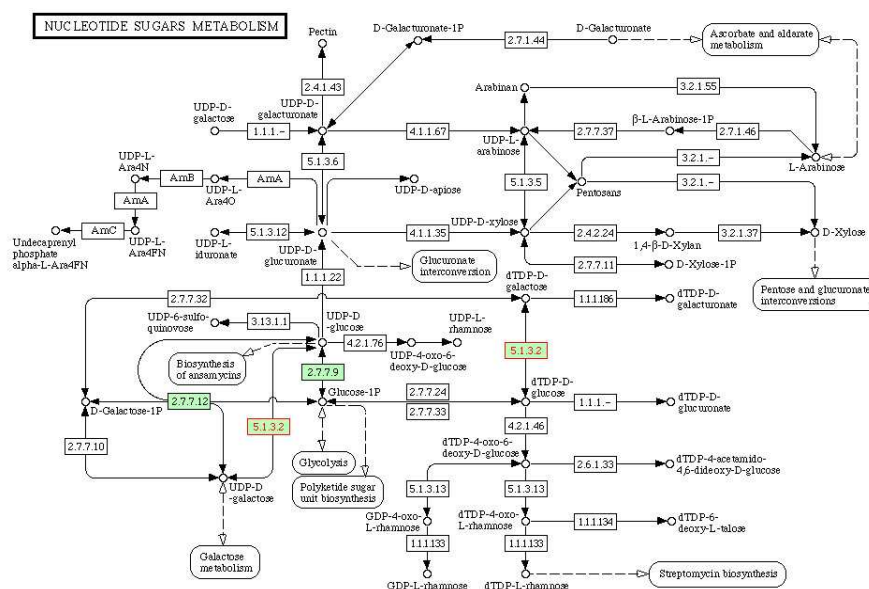 NUCLEOTIDE SUGARS METABOLISM
Pectin
D-Galacturonate-1P
2.7.1.44
D-Galacturonate
Ascorbate and aldarate
metabolism
2.4.1.43
Arabinan
3.2.1.55
UDP-D-
galactose
UDP-D-
galacturonate
1.1.1.-
4.1.1.67
UDP-L-
arabinose
2.7.7.37
β-L-Arabinose-1P
2.7.1.46
L-Arabinose
UDP-L-
Ara4N
ArnB
UDP-L-
Ara4O
ArnA
5.1.3.6
UDP-D-apiose
5.1.3.5
3.2.1.-
Pentosans
3.2.1.-
ArnA
ArnC
Undecaprenyl
phosphate
alpha-L-Ara4FN
UDP-L-
Ara4FN
5.1.3.12
UDP-L-
iduronate
UDP-D-
glucuronate
4.1.1.35
UDP-D-xylose
2.4.2.24
1,4-β-D-Xylan
3.2.1.37
D-Xylose
Glucuronate
interconversion
2.7.7.11
D-Xylose-1P
Pentose and glucuronate
interconversions
1.1.1.22
2.7.7.32
dTDP-D-
galactose
1.1.1.186
dTDP-D-
galacturonate
UDP-6-sulfo-
quinovose
3.13.1.1
UDP-D
-glucose
4.2.1.76
UDP-L-
rhamnose
UDP-4-oxo-6-
deoxy-D-glucose
5.1.3.2
Biosynthesis
of ansamycins
2.7.7.9
D-Galactose-1P
2.7.7.12
Glucose-1P
2.7.7.24
2.7.7.33
dTDP-D-
glucose
1.1.1.-
dTDP-D-
glucuronate
5.1.3.2
2.7.7.10
4.2.1.46
Glycolysis
dTDP-4-oxo-6-
deoxy-D-glucose
2.6.1.33
dTDP-4-acetamido-
4,6-dideoxy-D-glucose
UDP-D
-galactose
Polyketide sugar
unit biosynthesis
5.1.3.13
5.1.3.13
GDP-4-oxo-
L-rhamnose
dTDP-4-oxo-
L-rhamnose
1.1.1.134
dTDP-6-
deoxy-L-talose
Galactose
metabolism
1.1.1.133
1.1.1.133
GDP-L-rhamnose
dTDP-L-rhamnose
Streptomycin biosynthesis